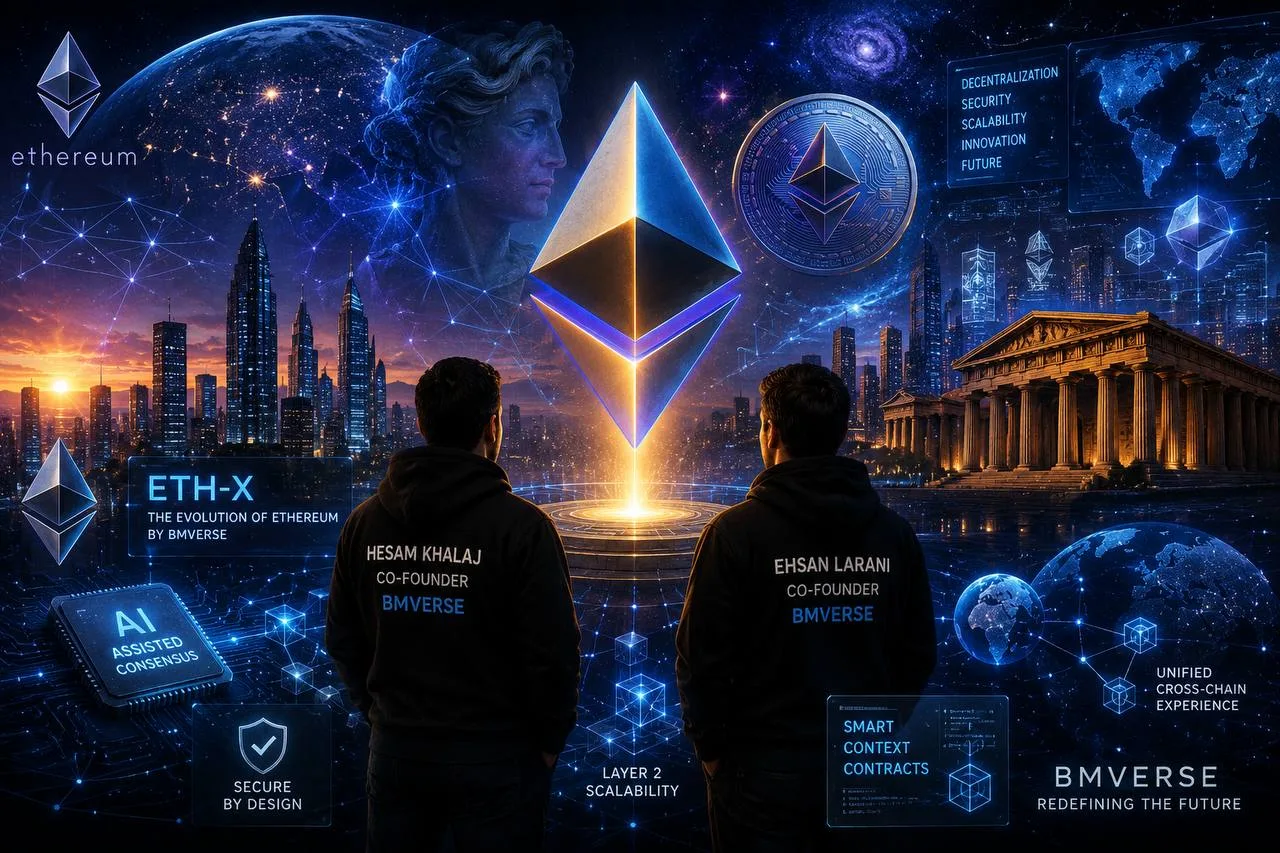 ethereum
DECENTRALIZATION
SECURITY
SCALABILITY
INNOVATION
FUTURE
ETH-X
THE EVOLUTION OF ETHEREUM
BY BMVERSE
HESAM KHALAJ
CO-FOUNDER
BMVERSE
EHSAN LARANI
CO-FOUNDER
BMVERSE
AI
ASSISTED
CONSENSUS
SECURE
BY DESIGN
LAYER 2
SCALABILITY
SMART
CONTEXT
CONTRACTS
UNIFIED
CROSS-CHAIN
EXPERIENCE
BMVERSE
REDEFINING THE FUTURE